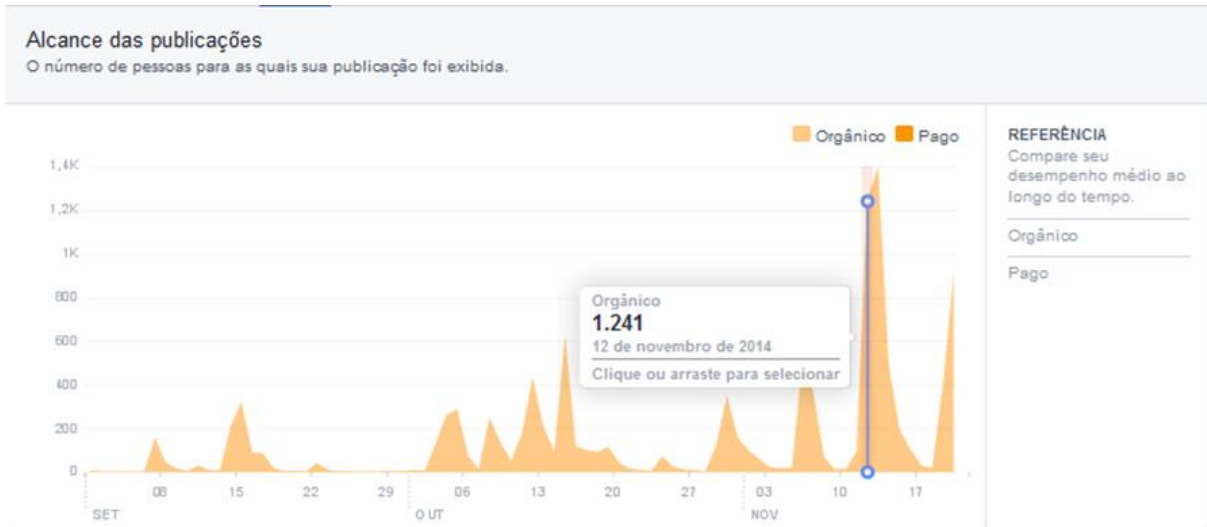 Alcance das publicações
O número de pessoas para as quais sua publicação foi exibida.
Orgânico Pago
REFERÊNCIA
Compare seu
desempenho médio ao
longo do tempo.
Orgânico
Pago
1,4K
1,2K
1K
800
600
400
200
0
Orgânico
1.241
12 de novembro de 2014
Clique ou arraste para selecionar
08 15 22 29 06 13 20 27 03 10 17
SET OUT NOV